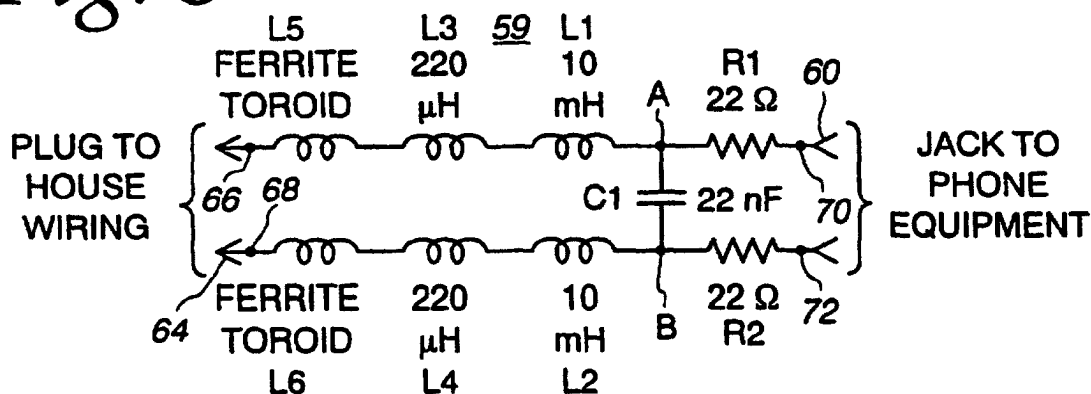 L5 L3 59 L1
FERRITE 220 10 R1 60
TOROID μH mH A 22 Ω
PLUG TO
HOUSE
WIRING
66 68
C1 22 nF 70
JACK TO
PHONE
EQUIPMENT
64 FERRITE 220 10 B 22 Ω 72
TOROID μH mH R2
L6 L4 L2